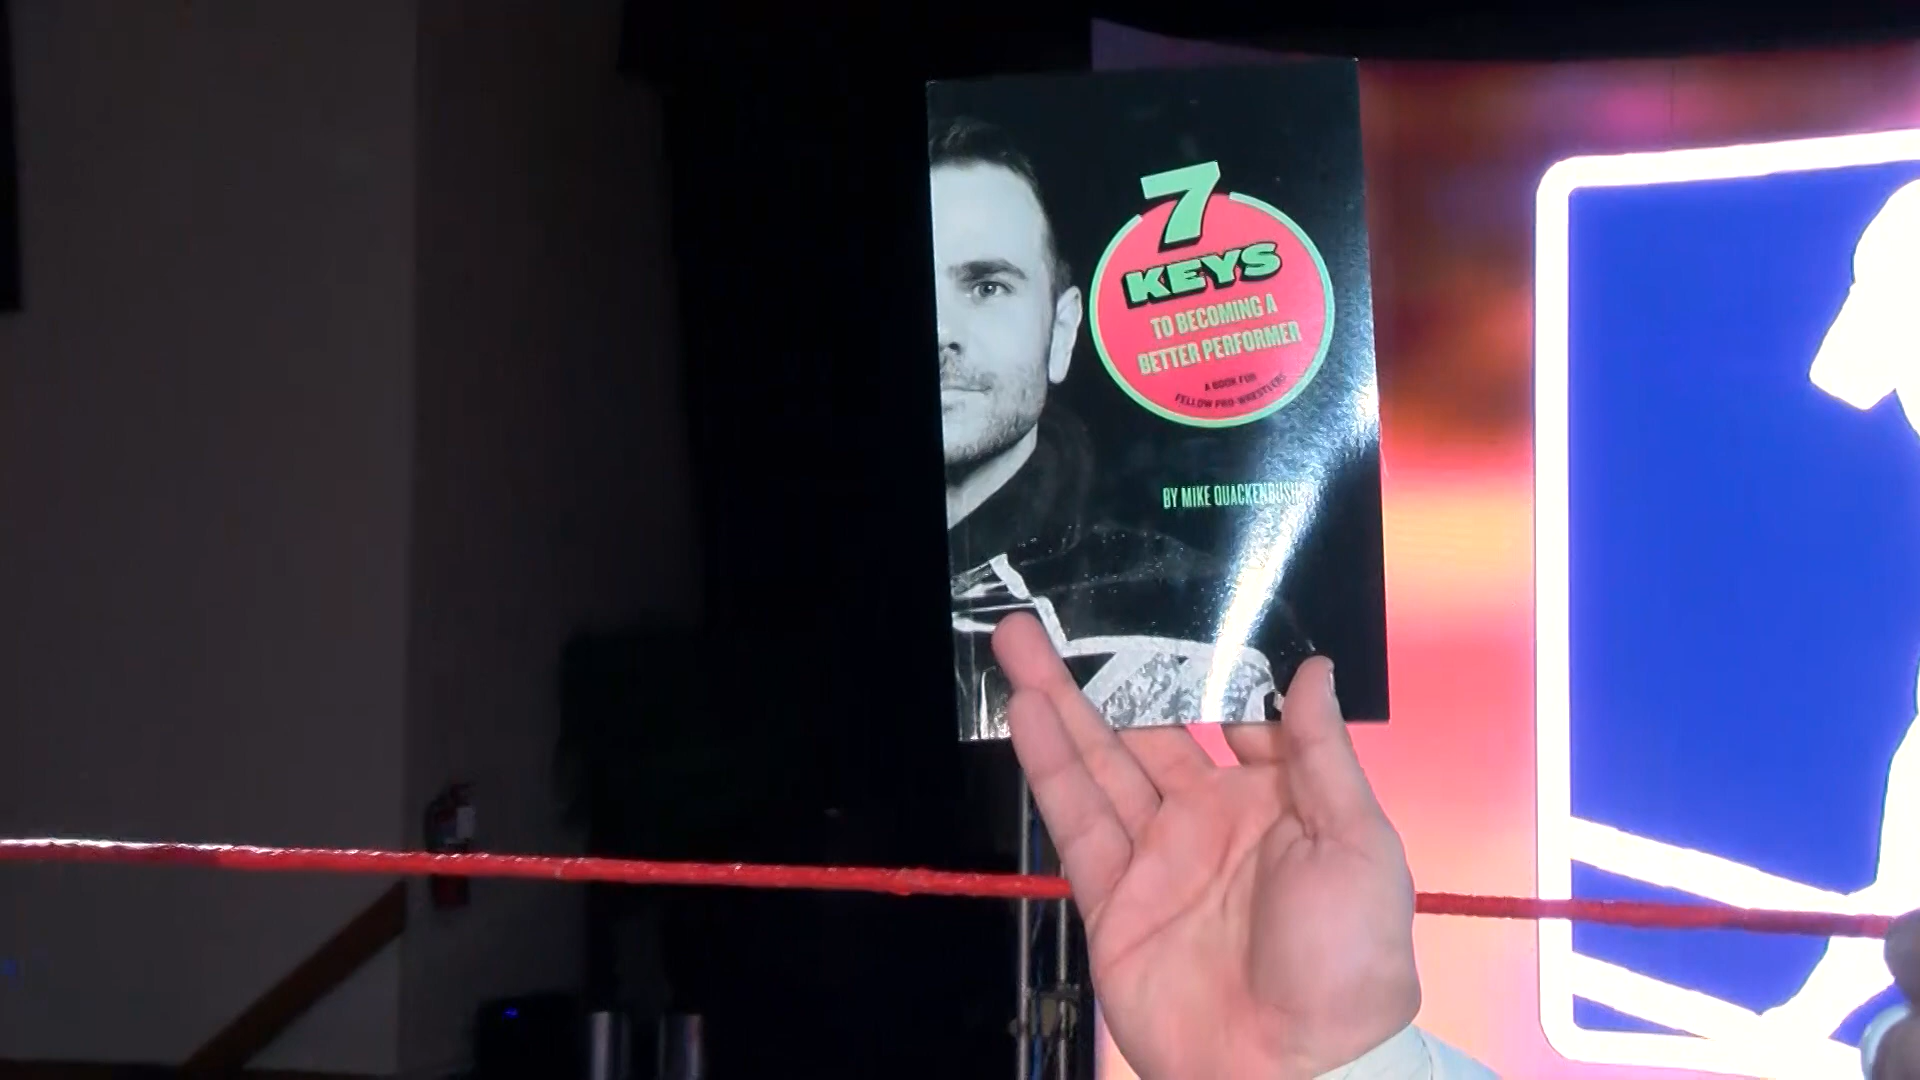 7
KEYS
TO BECOMING A
BETTER PERFORMER
A BOOK FOR
FELLOW PRO-WRESTLERS
BY MIKE QUACKENBUSH